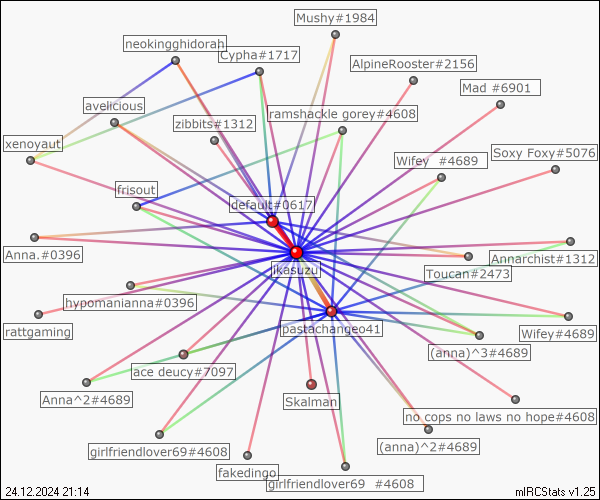 Mushy#1984
neokingghidorah
Cypha#1717
AlpineRooster#2156
Mad #6901
avelicious
zibbits#1312
ramshackle gorey#4608
xenoyaut
Wifey #4689
Soxy Foxy#5076
frisout
default#0617
Anna.#0396
jikasuzu
Toucan#2473
Annarchist#1312
hypomanianna#0396
rattgaming
pastachangeo41
Wifey#4689
(anna)^3#4689
ace deucy#7097
Anna^2#4689
Skalman
no cops no laws no hope#4608
girlfriendlover69#4608
(anna)^2#4689
fakedingo
girlfriendlover69 #4608
24.12.2024 21:14
mIRCStats v1.25